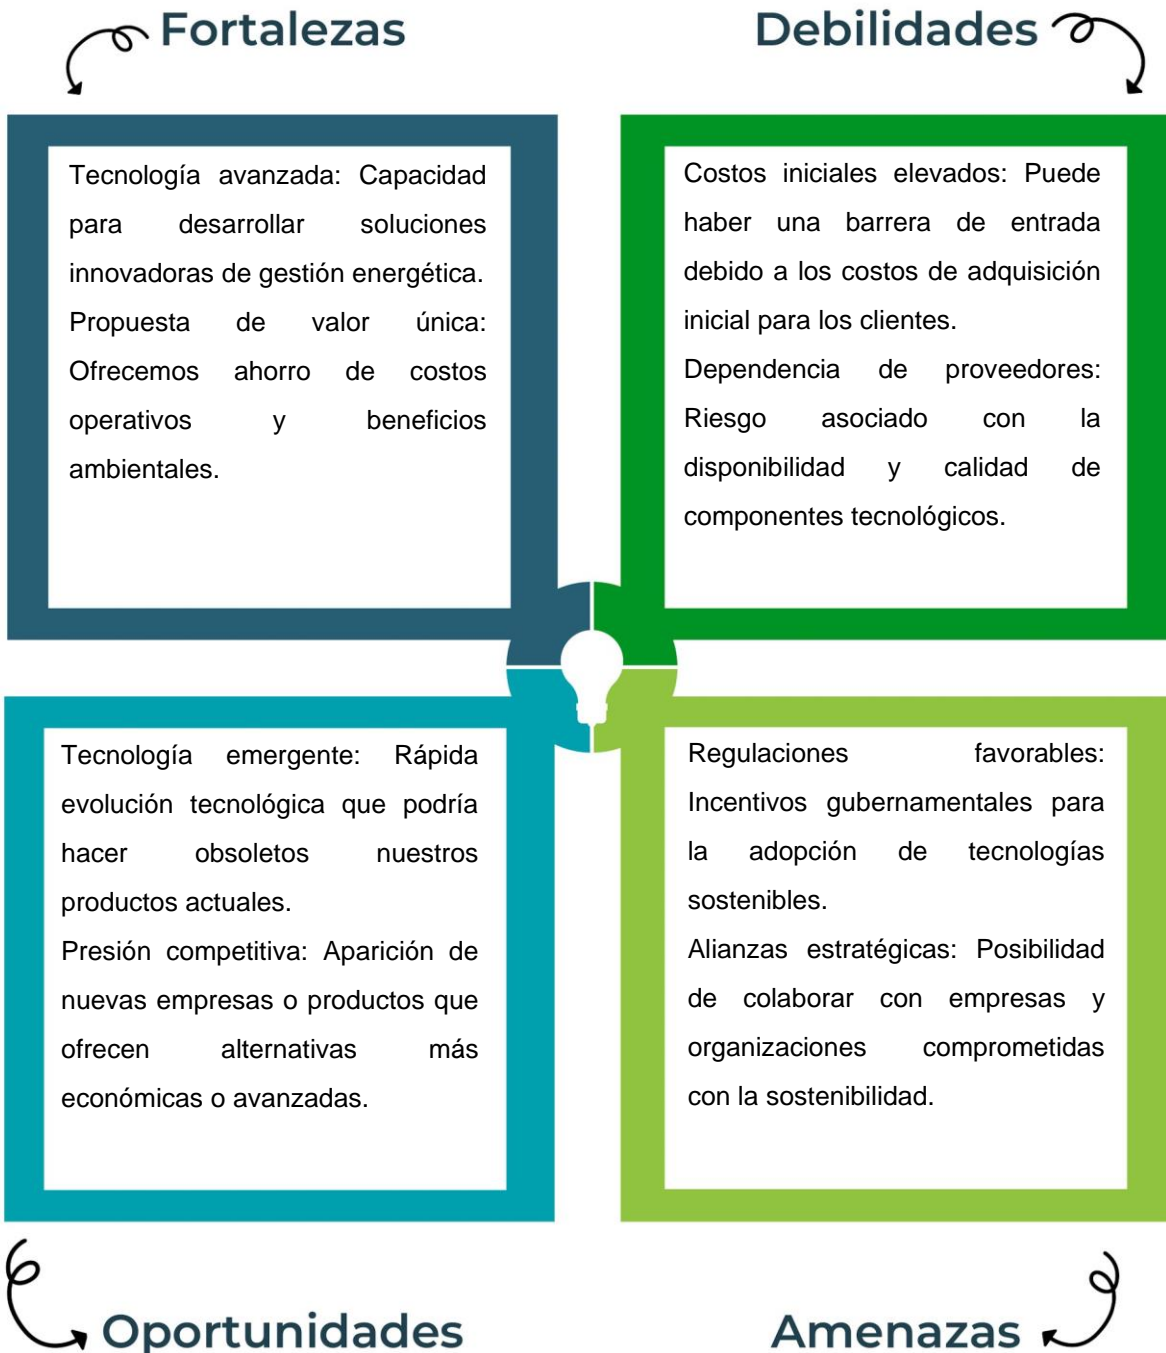 Fortalezas
Tecnología avanzada: Capacidad
para desarrollar soluciones
innovadoras de gestión energética.
Propuesta de valor única:
Ofrecemos ahorro de costos
operativos y beneficios
ambientales.
Debilidades
Costos iniciales elevados: Puede
haber una barrera de entrada
debido a los costos de adquisición
inicial para los clientes.
Dependencia de proveedores:
Riesgo asociado con la
disponibilidad y calidad de
componentes tecnológicos.
Tecnología emergente: Rápida
evolución tecnológica que podría
hacer obsoletos nuestros
productos actuales.
Presión competitiva: Aparición de
nuevas empresas o productos que
ofrecen alternativas más
económicas o avanzadas.
Oportunidades
Regulaciones favorables:
Incentivos gubernamentales para
la adopción de tecnologías
sostenibles.
Alianzas estratégicas: Posibilidad
de colaborar con empresas y
organizaciones comprometidas
con la sostenibilidad.
Amenazas